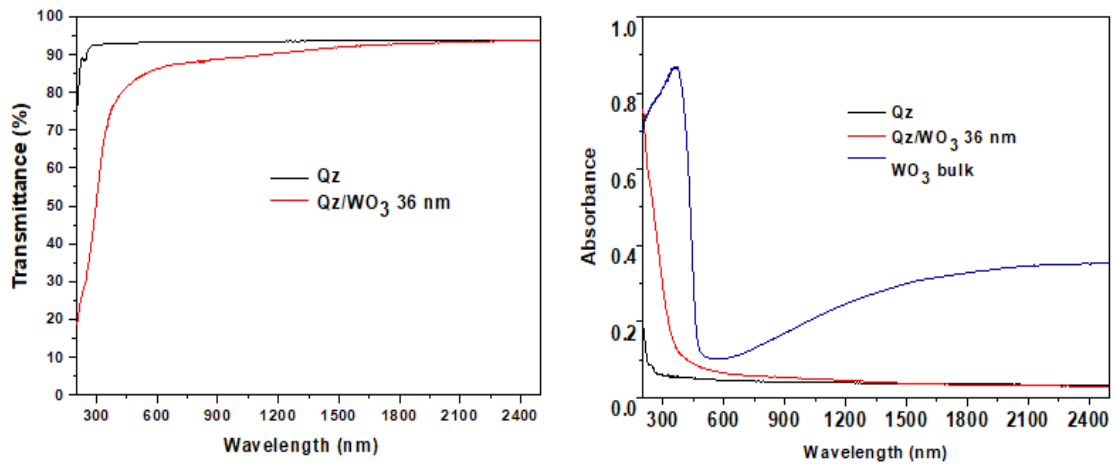 100
90
80
70
60
50
40
30
20
10
0
Transmittance (%)
Qz
Qz/WO3 36 nm
300 600 900 1200 1500 1800 2100 2400
Wavelength (nm)
1.0
0.8
0.6
0.4
0.2
0.0
Absorbance
Qz
Qz/WO3 36 nm
WO3 bulk
300 600 900 1200 1500 1800 2100 2400
Wavelength (nm)